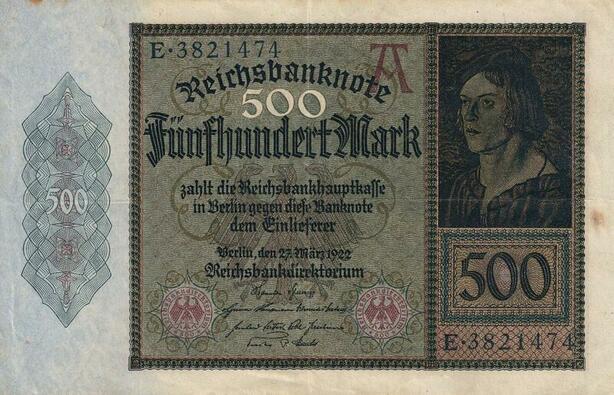 E·3821474
A
Reichsbanknote
500
Fünfhundert Mark
zahlt die Reichsbankhauptkasse
in Berlin gegen diese Banknote
dem Einlieferer
Berlin, den 27. März 1922
Reichsbankdirektorium
500
500
E·3821474